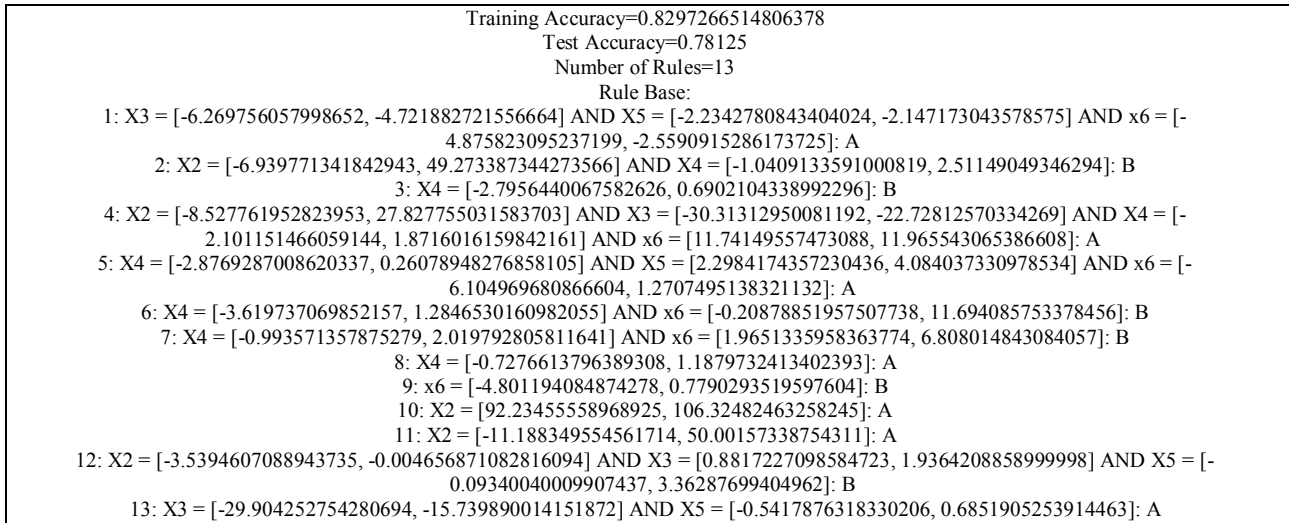 Training Accuracy=0.8297266514806378
Test Accuracy=0.78125
Number of Rules=13
Rule Base:
1: X3 = [-6.269756057998652, -4.721882721556664] AND X5 = [-2.2342780843404024, -2.147173043578575] AND x6 = [-
4.875823095237199, -2.5590915286173725]: A
2: X2 = [-6.939771341842943, 49.273387344273566] AND X4 = [-1.0409133591000819, 2.51149049346294]: B
3: X4 = [-2.7956440067582626, 0.6902104338992296]: B
4: X2 = [-8.527761952823953, 27.827755031583703] AND X3 = [-30.31312950081192, -22.72812570334269] AND X4 = [-
2.101151466059144, 1.8716016159842161] AND x6 = [11.74149557473088, 11.965543065386608]: A
5: X4 = [-2.8769287008620337, 0.26078948276858105] AND X5 = [2.2984174357230436, 4.084037330978534] AND x6 = [-
6.104969680866604, 1.2707495138321132]: A
6: X4 = [-3.619737069852157, 1.2846530160982055] AND x6 = [-0.20878851957507738, 11.694085753378456]: B
7: X4 = [-0.993571357875279, 2.019792805811641] AND x6 = [1.9651335958363774, 6.808014843084057]: B
8: X4 = [-0.7276613796389308, 1.1879732413402393]: A
9: x6 = [-4.801194084874278, 0.7790293519597604]: B
10: X2 = [92.23455558968925, 106.32482463258245]: A
11: X2 = [-11.188349554561714, 50.00157338754311]: A
12: X2 = [-3.5394607088943735, -0.004656871082816094] AND X3 = [0.8817227098584723, 1.9364208858999998] AND X5 = [-
0.09340040009907437, 3.36287699404962]: B
13: X3 = [-29.904252754280694, -15.739890014151872] AND X5 = [-0.5417876318330206, 0.6851905253914463]: A